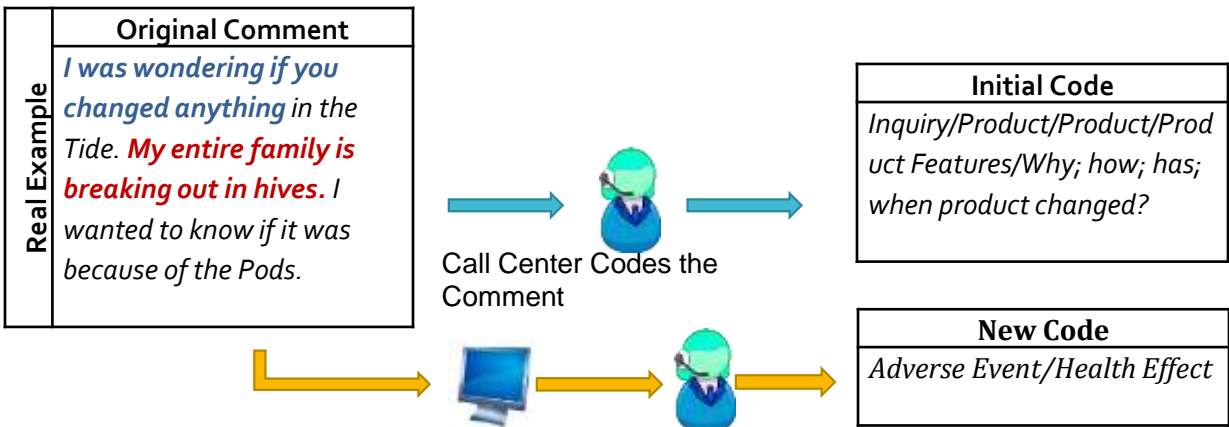 Real Example
Original Comment
I was wondering if you
changed anything in the
Tide. My entire family is
breaking out in hives. I
wanted to know if it was
because of the Pods.
Call Center Codes the
Comment
Initial Code
Inquiry/Product/Product/Prod
uct Features/Why; how; has;
when product changed?
New Code
Adverse Event/Health Effect